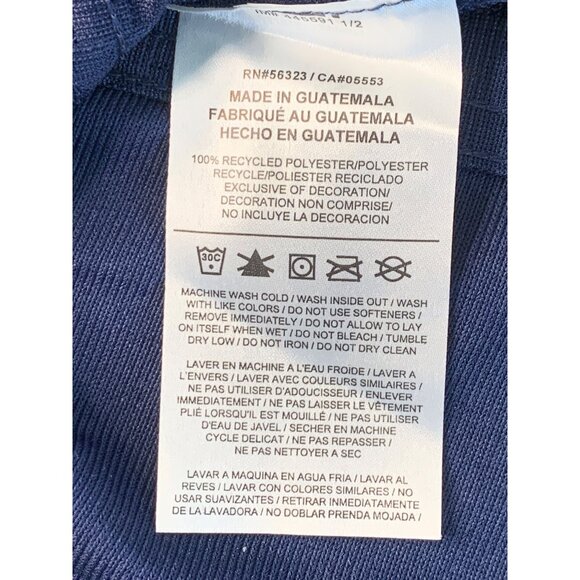 445591 1/2
RN#56323 / CA#05553
MADE IN GUATEMALA
FABRIQUÉ AU GUATEMALA
HECHO EN GUATEMALA
100% RECYCLED POLYESTER/POLYESTER
RECYCLE/POLIESTER RECICLADO
EXCLUSIVE OF DECORATION/
DECORATION NON COMPRISE/
NO INCLUYE LA DECORACION
30C
MACHINE WASH COLD / WASH INSIDE OUT / WASH
WITH LIKE COLORS / DO NOT USE SOFTENERS /
REMOVE IMMEDIATELY / DO NOT ALLOW TO LAY
ON ITSELF WHEN WET / DO NOT BLEACH / TUMBLE
DRY LOW / DO NOT IRON / DO NOT DRY CLEAN
LAVER EN MACHINE A L'EAU FROIDE / LAVER A
L'ENVERS / LAVER AVEC COULEURS SIMILAIRES /
NE PAS UTILISER D'ADOUCISSEUR / ENLEVER
IMMEDIATEMENT / NE PAS LAISSER LE VÊTEMENT
PLIÉ LORSQU'IL EST MOUILLÉ / NE PAS UTILISER
D'EAU DE JAVEL / SECHER EN MACHINE
CYCLE DELICAT / NE PAS REPASSER /
NE PAS NETTOYER A SEC
LAVAR A MAQUINA EN AGUA FRIA / LAVAR AL
REVES / LAVAR CON COLORES SIMILARES / NO
USAR SUAVIZANTES / RETIRAR INMEDIATAMENTE
DE LA LAVADORA / NO DOBLAR PRENDA MOJADA /